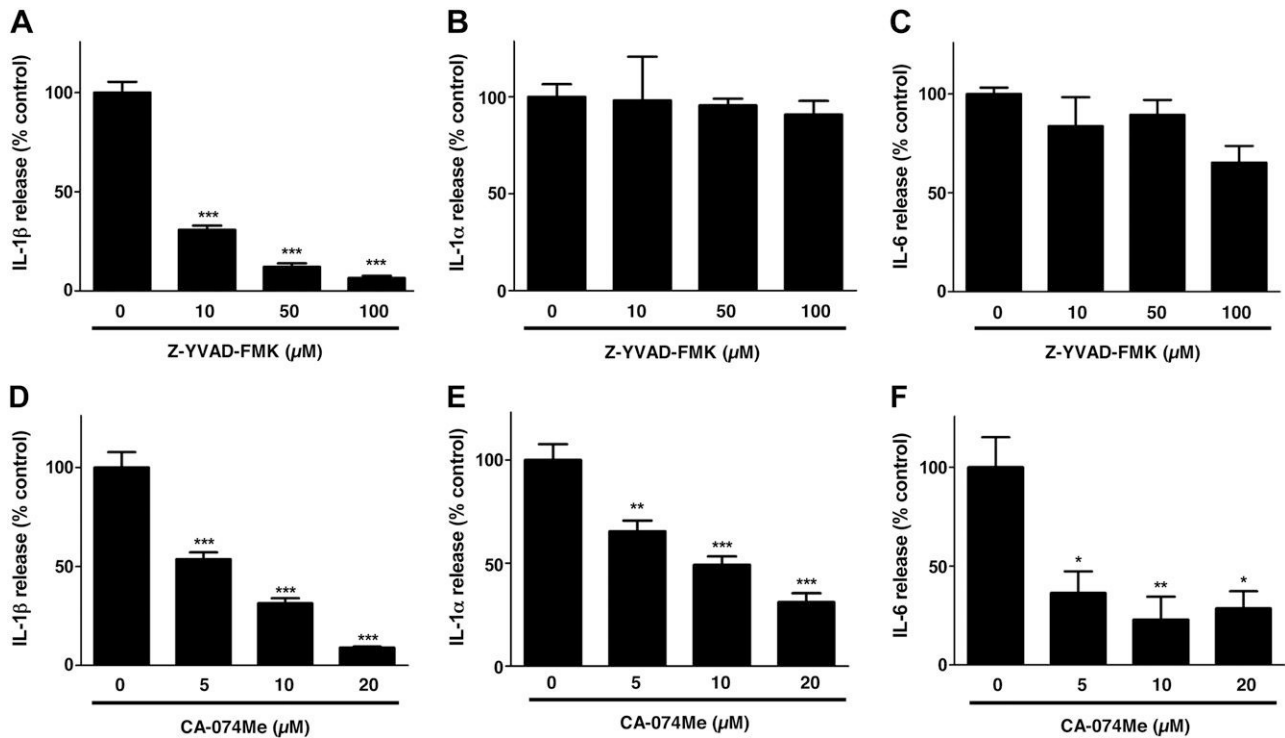 A
IL-1β release (% control)
100
50
0
***
***
***
0 10 50 100
Z-YVAD-FMK (µM)
B
IL-1α release (% control)
100
50
0
0 10 50 100
Z-YVAD-FMK (µM)
C
IL-6 release (% control)
100
50
0
0 10 50 100
Z-YVAD-FMK (µM)
D
IL-1β release (% control)
100
50
0
***
***
***
0 5 10 20
CA-074Me (µM)
E
IL-1α release (% control)
100
50
0
**
***
***
0 5 10 20
CA-074Me (µM)
F
IL-6 release (% control)
100
50
0
*
**
*
0 5 10 20
CA-074Me (µM)